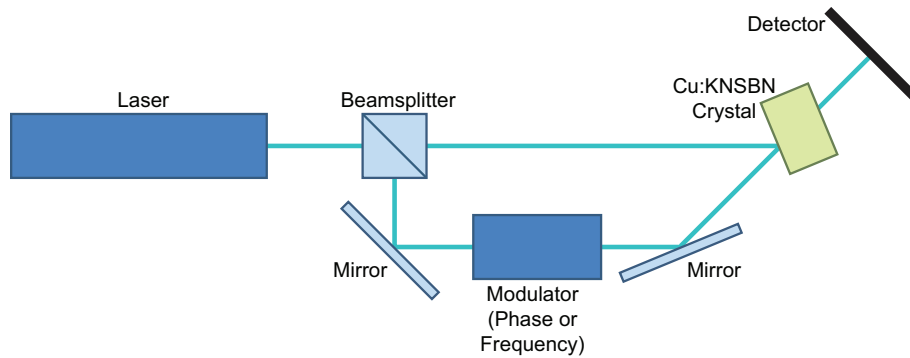 Detector
Cu:KNSBN
Crystal
Laser
Beamsplitter
Mirror
Modulator
(Phase or
Frequency)
Mirror